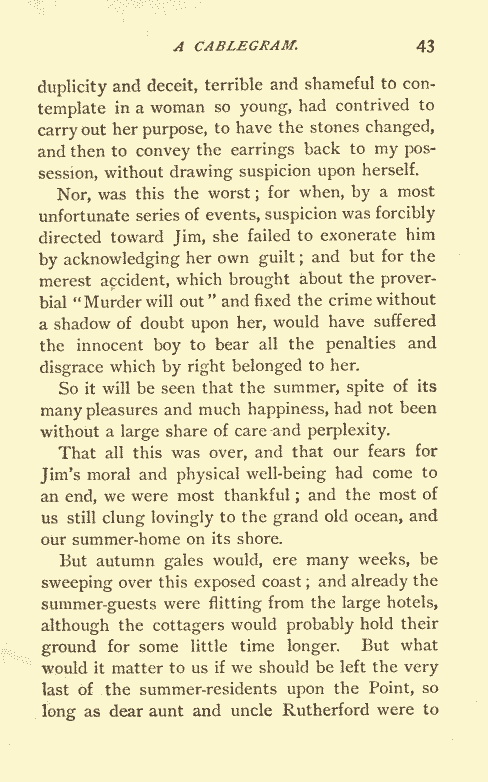 A CABLEGRAM. 43
duplicity and deceit, terrible and shameful to con-
template in a woman so young, had contrived to
carry out her purpose, to have the stones changed,
and then to convey the earrings back to my pos-
session, without drawing suspicion upon herself.
Nor, was this the worst; for when, by a most
unfortunate series of events, suspicion was forcibly
directed toward Jim, she failed to exonerate him
by acknowledging her own guilt; and but for the
merest accident, which brought about the prover-
bial "Murder will out" and fixed the crime without
a shadow of doubt upon her, would have suffered
the innocent boy to bear all the penalties and
disgrace which by right belonged to her.
So it will be seen that the summer, spite of its
many pleasures and much happiness, had not been
without a large share of care and perplexity.
That all this was over, and that our fears for
Jim's moral and physical well-being had come to
an end, we were most thankful; and the most of
us still clung lovingly to the grand old ocean, and
our summer-home on its shore.
But autumn gales would, ere many weeks, be
sweeping over this exposed coast; and already the
summer-guests were flitting from the large hotels,
although the cottagers would probably hold their
ground for some little time longer. But what
would it matter to us if we should be left the very
last of the summer-residents upon the Point, so
long as dear aunt and uncle Rutherford were to